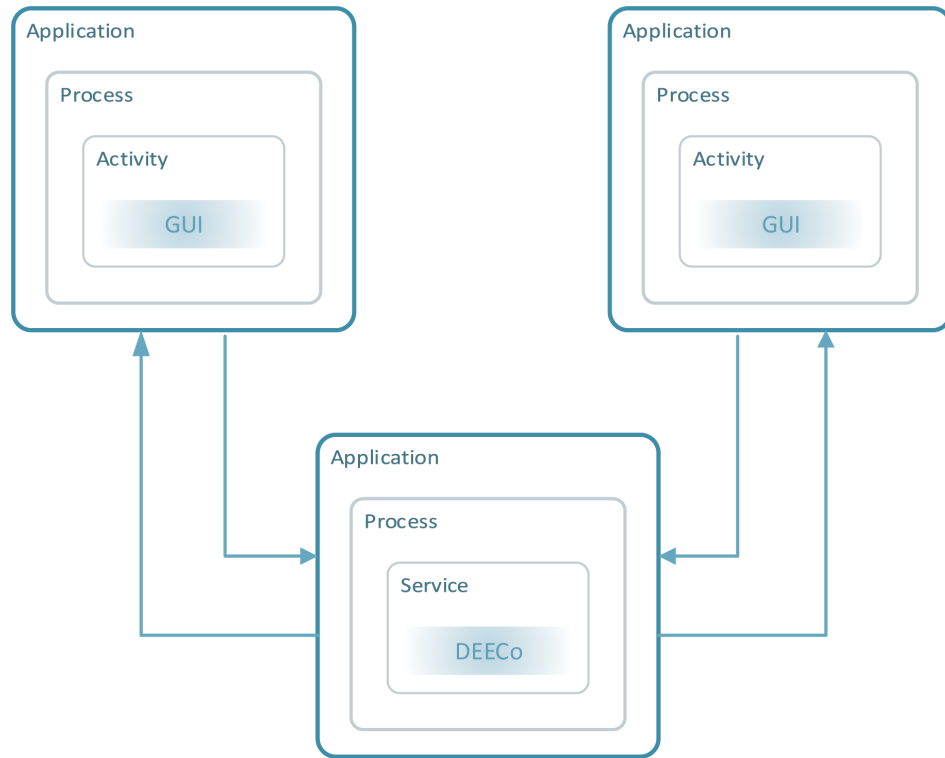 Application
Process
Activity
GUI
Application
Process
Activity
GUI
Application
Process
Service
DEECo